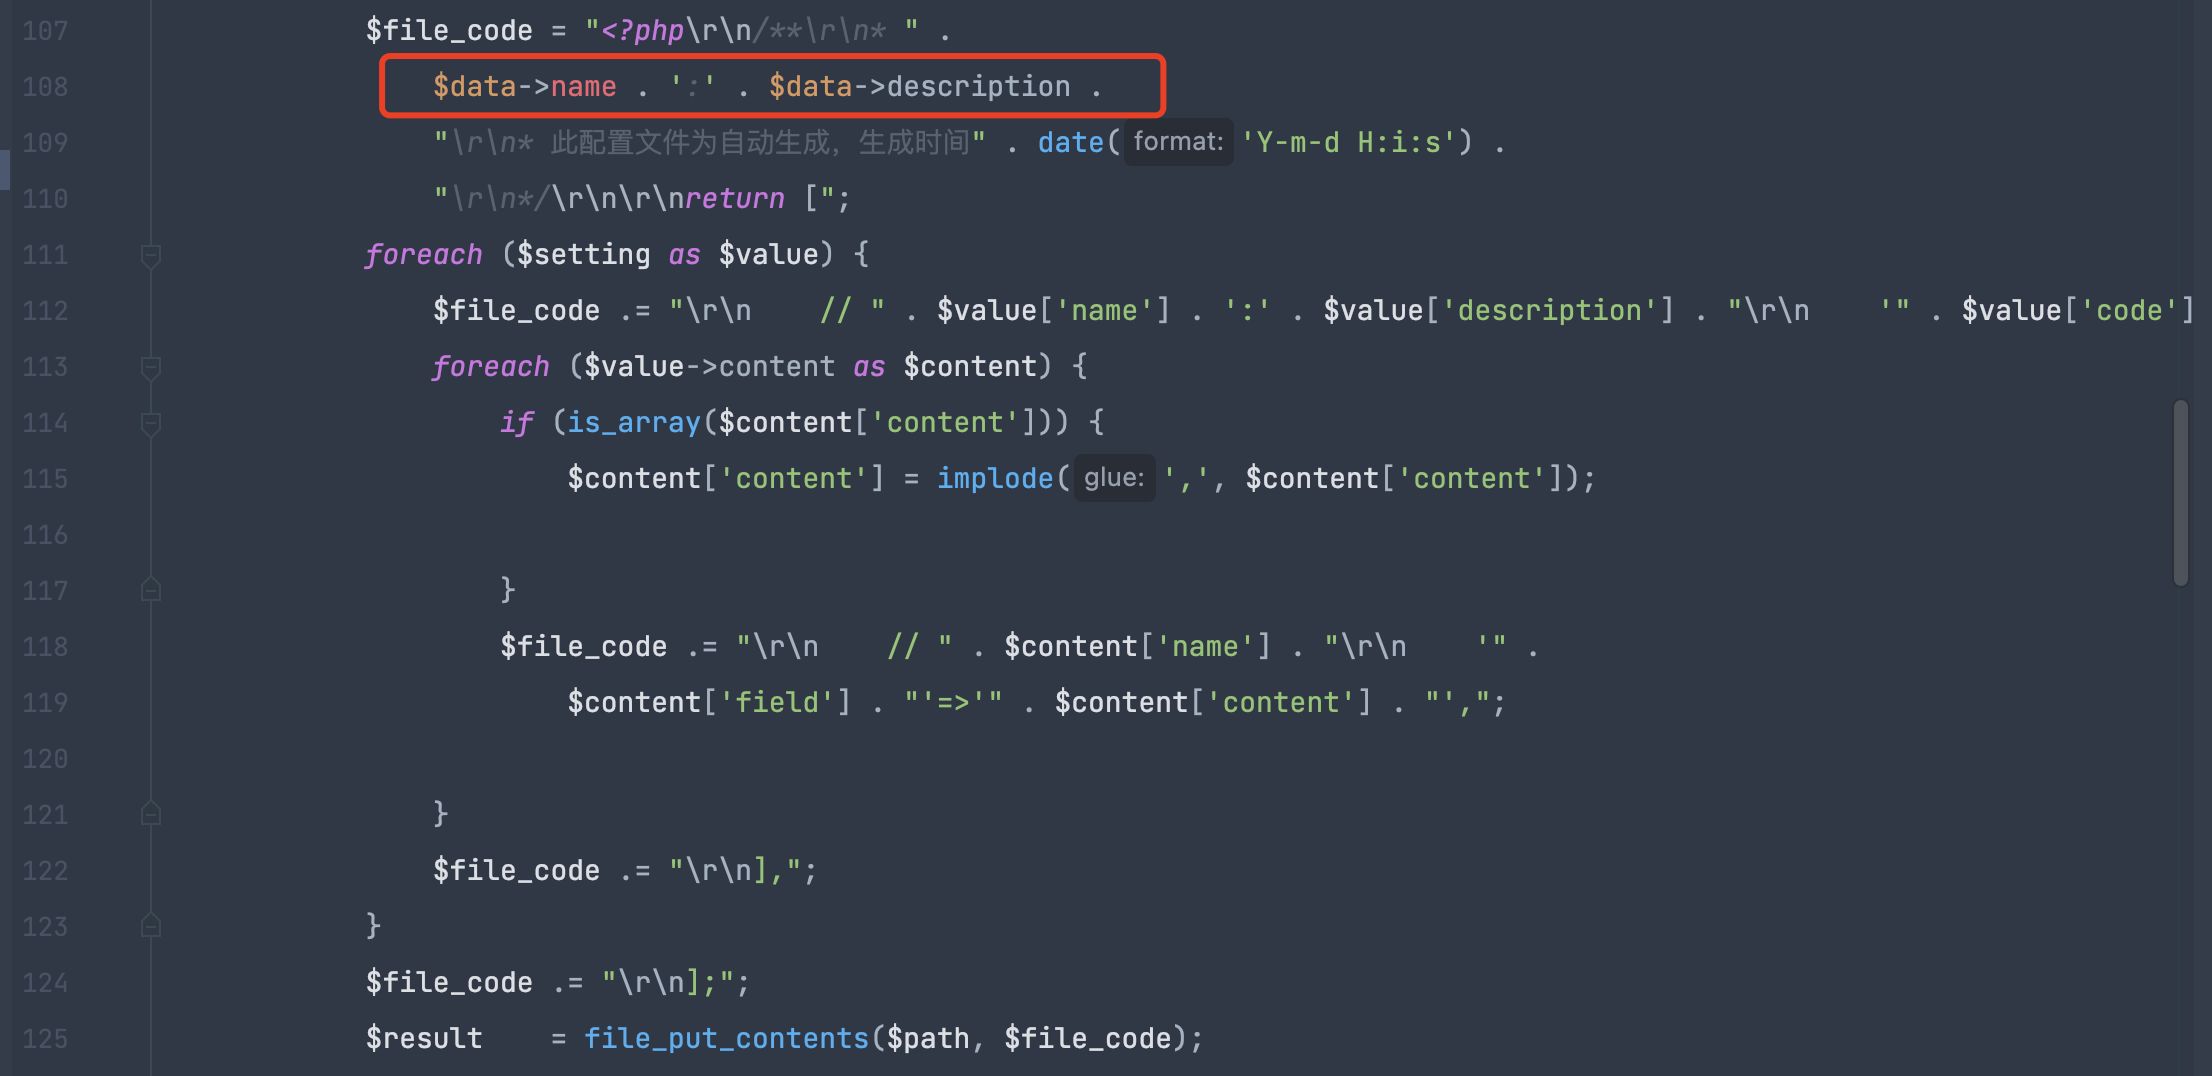 107 $file_code = "<?php\r\n/**\r\n* " .
108 $data->name . ':' . $data->description .
109 "\r\n* 此配置文件为自动生成，生成时间" . date( format: 'Y-m-d H:i:s') .
110 "\r\n*/\r\n\r\nreturn [";
111 foreach ($setting as $value) {
112 $file_code .= "\r\n    // " . $value['name'] . ':' . $value['description'] . "\r\n    '" . $value['code']
113 foreach ($value->content as $content) {
114 if (is_array($content['content'])) {
115 $content['content'] = implode( glue: ',', $content['content']);
116
117 }
118 $file_code .= "\r\n    // " . $content['name'] . "\r\n    '" .
119 $content['field'] . "'=>'" . $content['content'] . "',";
120
121 }
122 $file_code .= "\r\n],";
123 }
124 $file_code .= "\r\n];";
125 $result    = file_put_contents($path, $file_code);